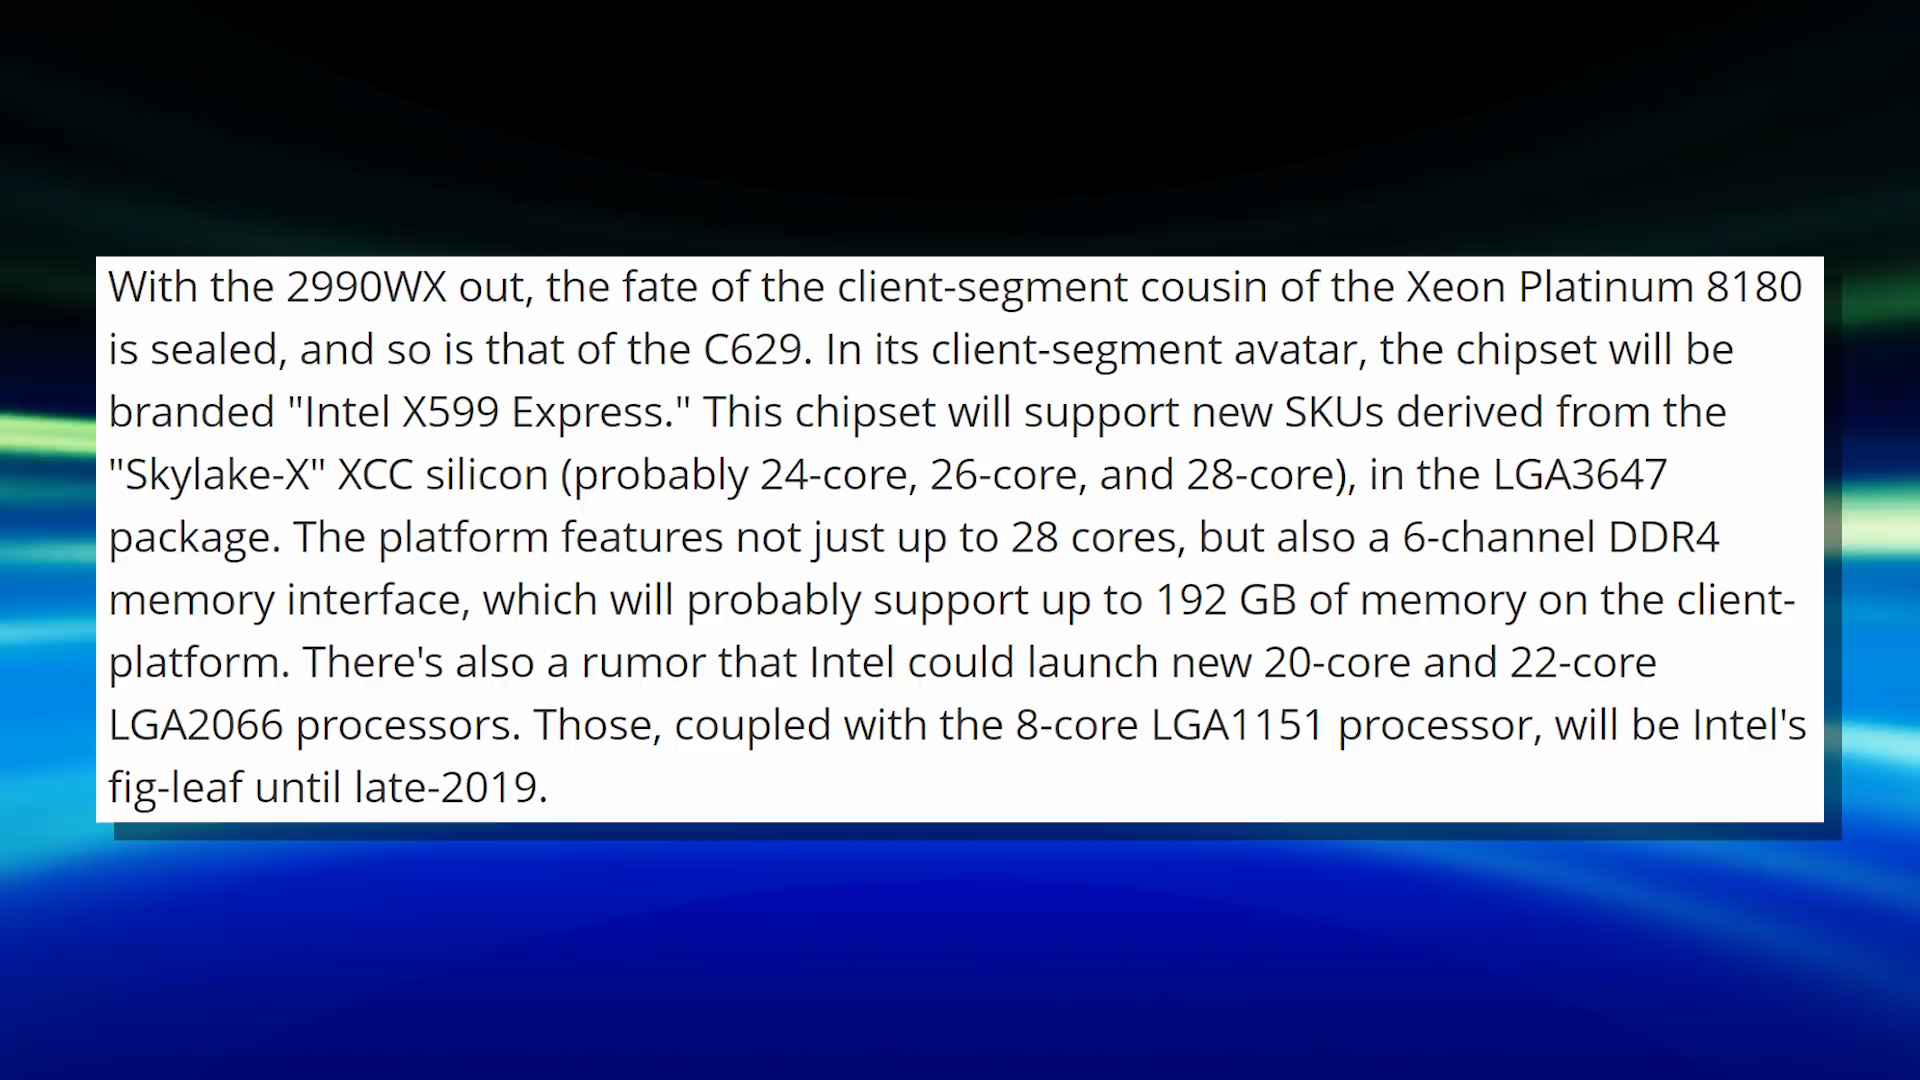 With the 2990WX out, the fate of the client-segment cousin of the Xeon Platinum 8180
is sealed, and so is that of the C629. In its client-segment avatar, the chipset will be
branded "Intel X599 Express." This chipset will support new SKUs derived from the
"Skylake-X" XCC silicon (probably 24-core, 26-core, and 28-core), in the LGA3647
package. The platform features not just up to 28 cores, but also a 6-channel DDR4
memory interface, which will probably support up to 192 GB of memory on the client-
platform. There's also a rumor that Intel could launch new 20-core and 22-core
LGA2066 processors. Those, coupled with the 8-core LGA1151 processor, will be Intel's
fig-leaf until late-2019.